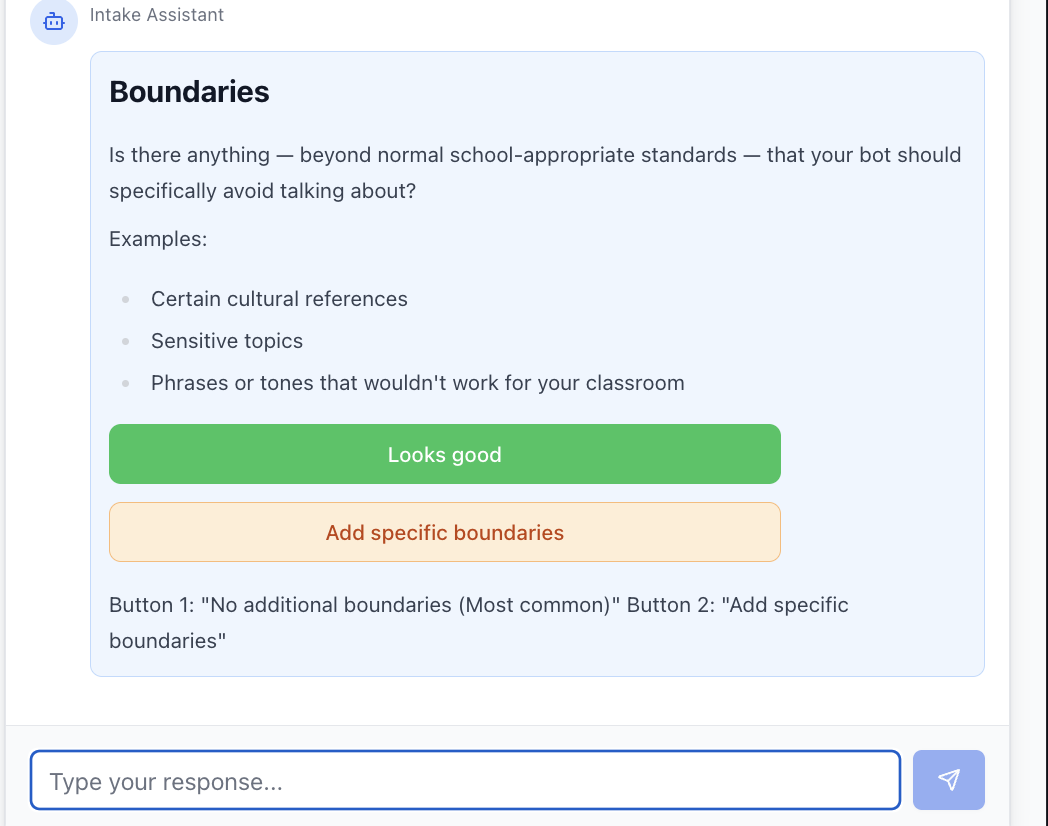 Intake Assistant
Boundaries
Is there anything — beyond normal school-appropriate standards — that your bot should
specifically avoid talking about?
Examples:
Certain cultural references
Sensitive topics
Phrases or tones that wouldn't work for your classroom
Looks good
Add specific boundaries
Button 1: "No additional boundaries (Most common)" Button 2: "Add specific
boundaries"
Type your response...